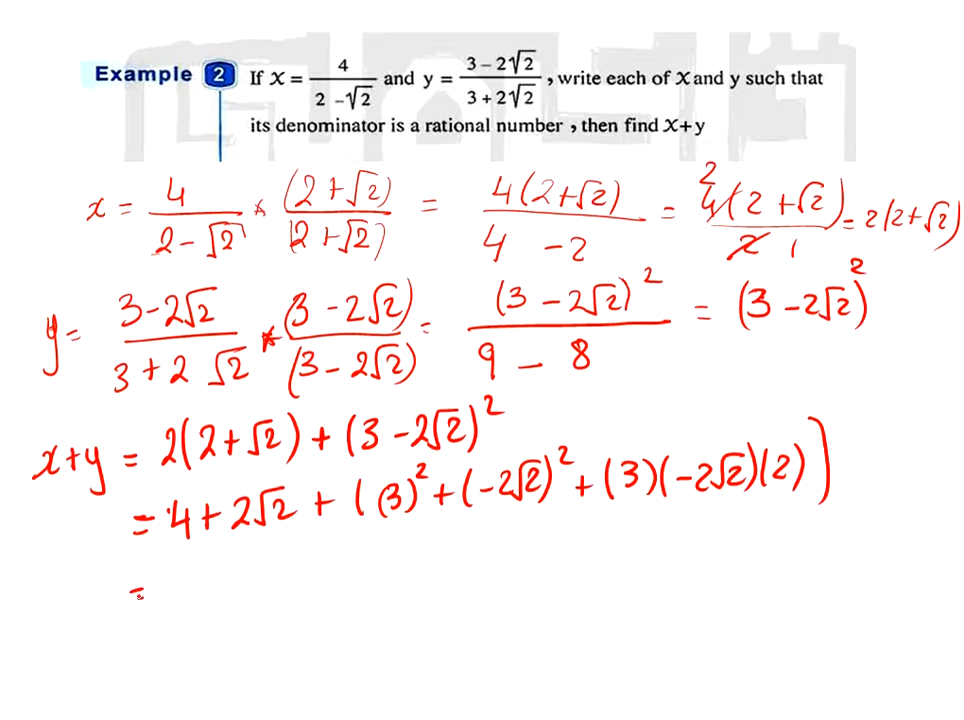 Example 2 If X = 4 / (2 - √2) and y = (3 - 2√2) / (3 + 2√2) , write each of X and y such that
its denominator is a rational number , then find X+y
x = 4 / (2 - √2) * (2 + √2) / (2 + √2) = 4(2+√2) / (4 - 2) = 2 4(2 + √2) / 2 1 = 2(2+√2)
y = (3-2√2) / (3 + 2√2) * (3 - 2√2) / (3 - 2√2) = (3 - 2√2)² / (9 - 8) = (3 - 2√2)²
x+y = 2(2+√2) + (3 - 2√2)²
= 4 + 2√2 + ((3)² + (-2√2)² + (3)(-2√2)(2))
=